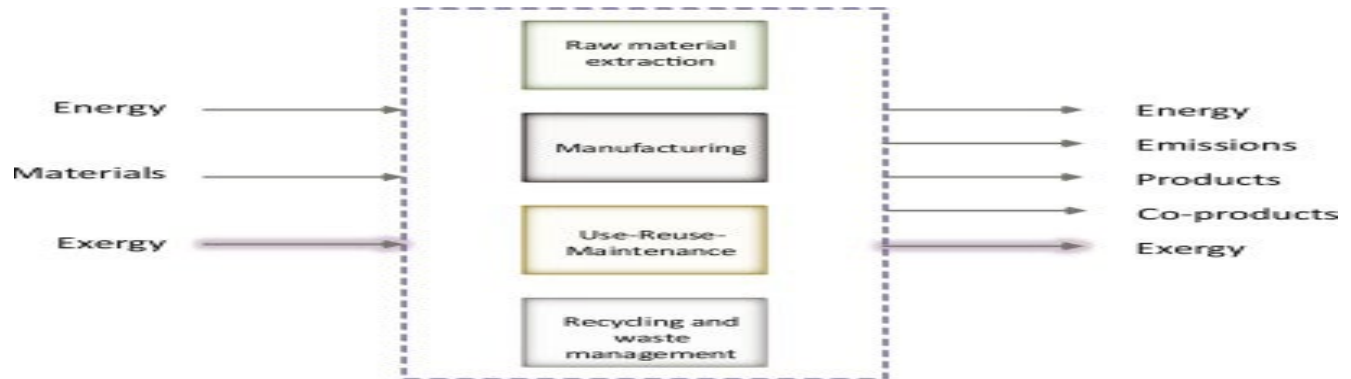 Energy
Materials
Exergy
Raw material
extraction
Manufacturing
Use-Reuse-
Maintenance
Recycling and
waste
management
Energy
Emissions
Products
Co-products
Exergy